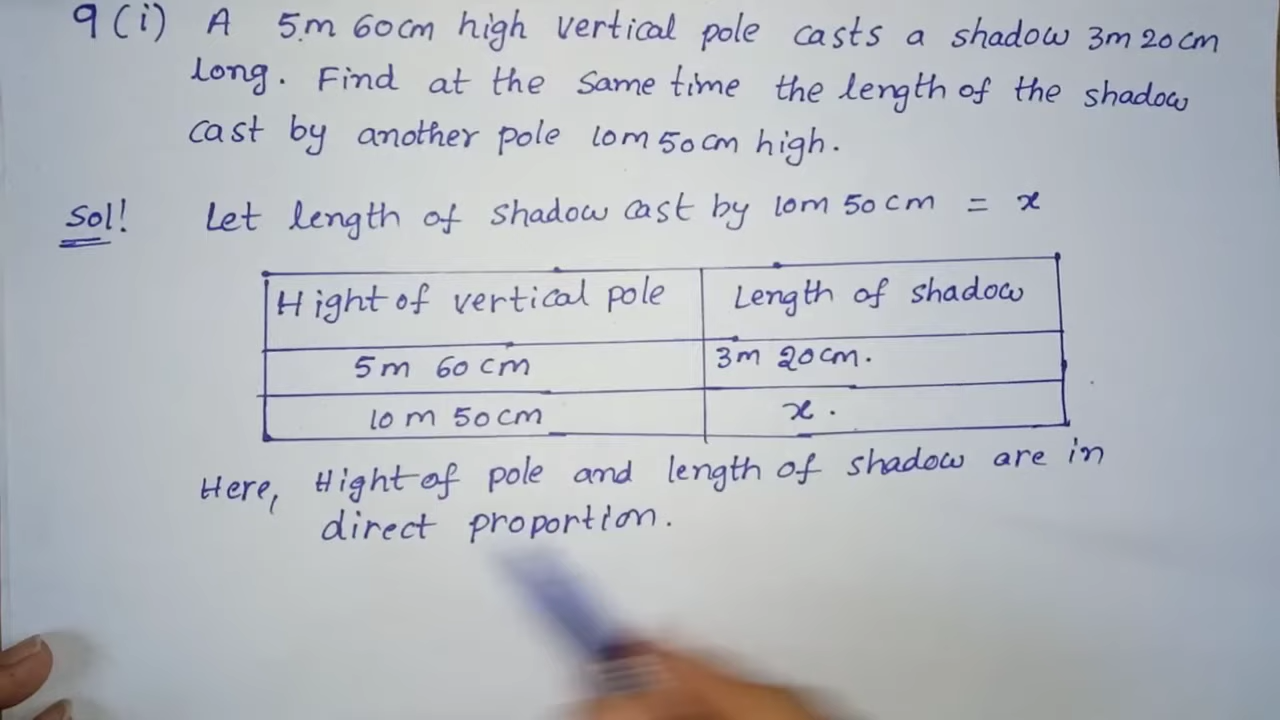 9 (i) A 5m 60cm high vertical pole casts a shadow 3m 20cm
long. Find at the same time the length of the shadow
cast by another pole 10m 50cm high.
Sol! Let length of shadow cast by 10m 50cm = x
Hight of vertical pole Length of shadow
5m 60cm 3m 20cm.
10m 50cm x.
Here, Hight of pole and length of shadow are in
direct proportion.